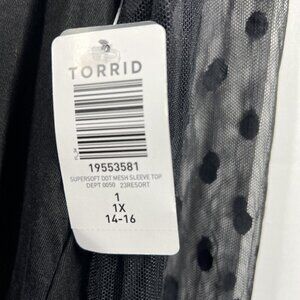 TORRID
19553581
SUPERSOFT DOT MESH SLEEVE TOP
DEPT 0050 23RESORT
1
1X
14-16